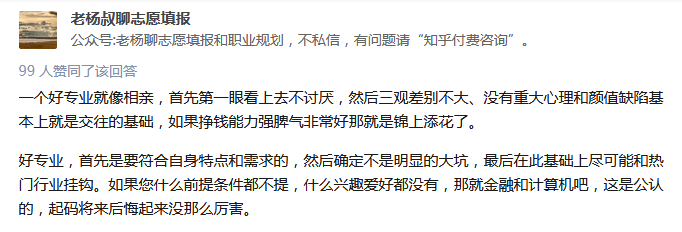 老杨叔聊志愿填报
公众号:老杨聊志愿填报和职业规划，不私信，有问题请“知乎付费咨询”。
99 人赞同了该回答
一个好专业就像相亲，首先第一眼看上去不讨厌，然后三观差别不大、没有重大心理和颜值缺陷基
本上就是交往的基础，如果挣钱能力强脾气非常好那就是锦上添花了。
好专业，首先是要符合自身特点和需求的，然后确定不是明显的大坑，最后在此基础上尽可能和热
门行业挂钩。如果您什么前提条件都不提，什么兴趣爱好都没有，那就金融和计算机吧，这是公认
的，起码将来后悔起来没那么厉害。